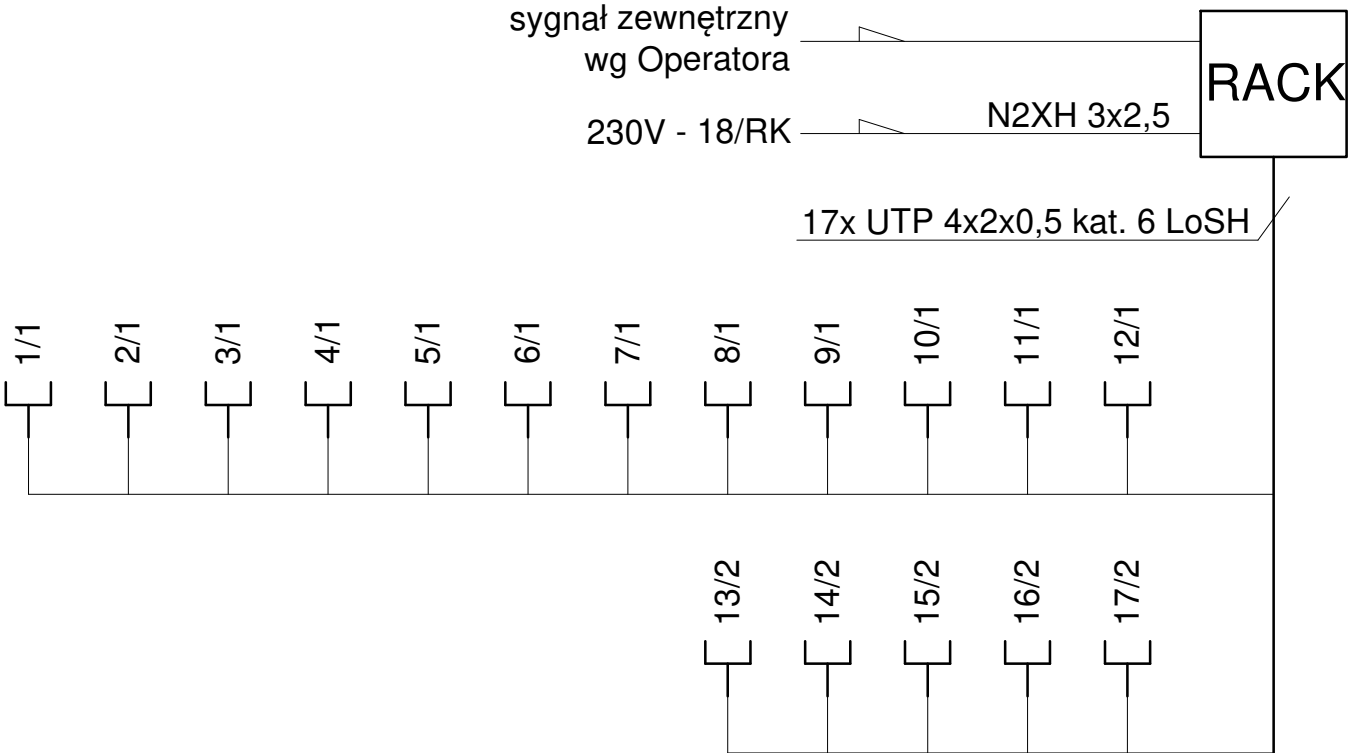 sygnał zewnętrzny
wg Operatora
RACK
230V - 18/RK
N2XH 3x2,5
17x UTP 4x2x0,5 kat. 6 LoSH
1/1
2/1
3/1
4/1
5/1
6/1
7/1
8/1
9/1
10/1
11/1
12/1
13/2
14/2
15/2
16/2
17/2